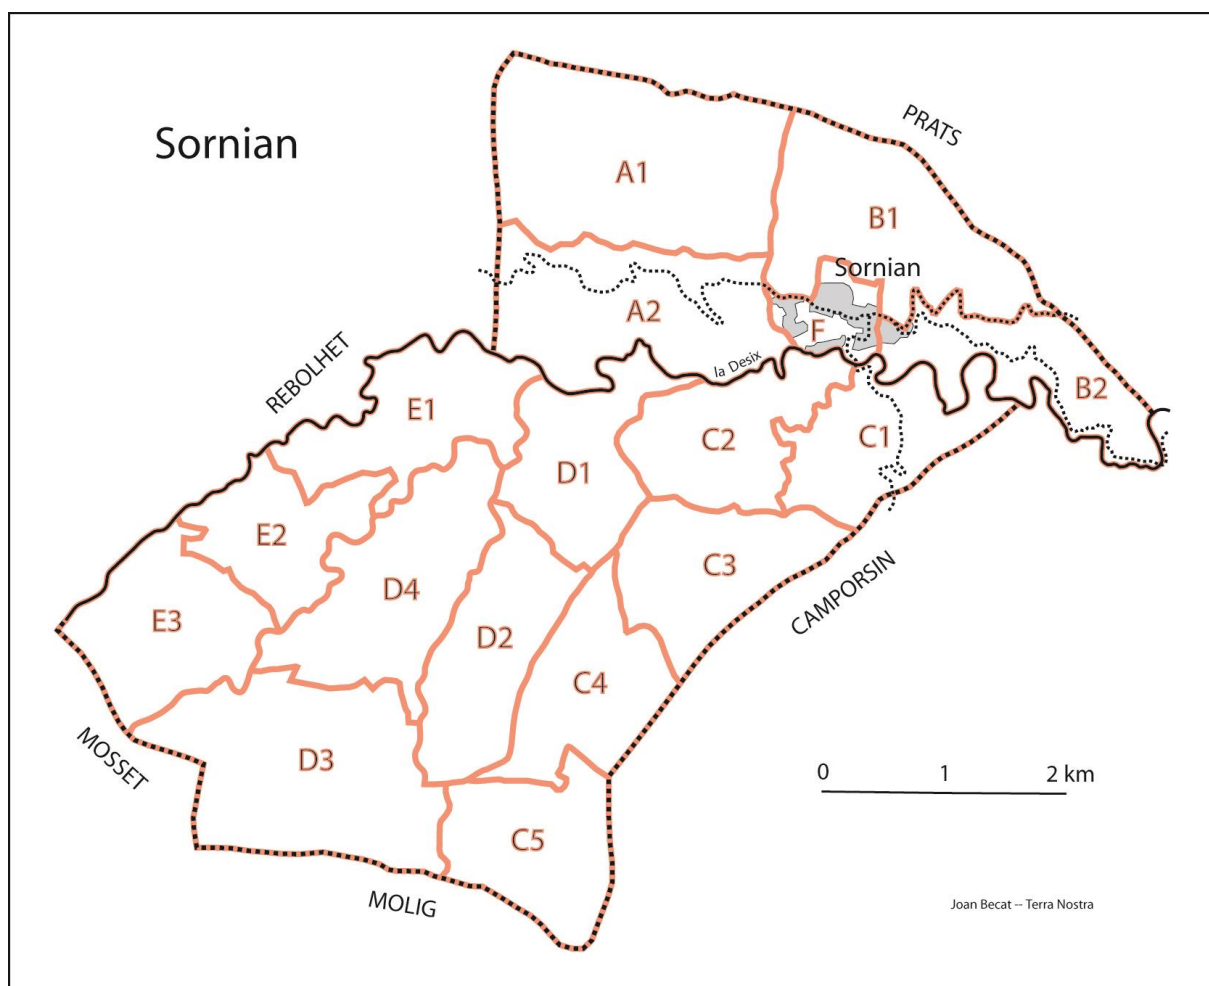 Sornian
PRATS
A1
B1
Sornian
A2
F
la Desix
REBOLHET
B2
E1
C2
C1
D1
E2
C3
D4
CAMPORSIN
E3
D2
C4
MOSSET
D3
0 1 2 km
C5
MOLIG
Joan Becat -- Terra Nostra